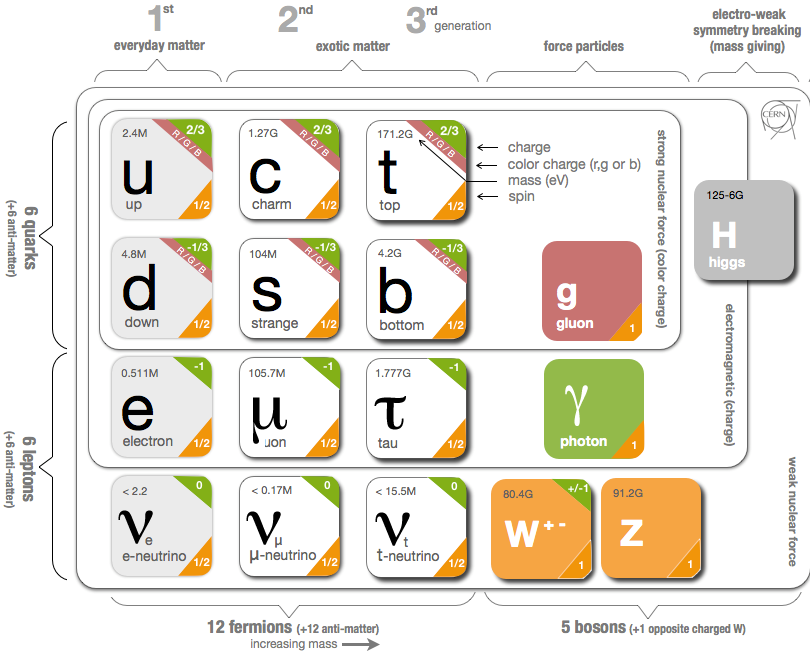 1st
2nd
3rd generation
everyday matter
exotic matter
force particles
electro-weak
symmetry breaking
(mass giving)
CERN
6 quarks
(+6 anti-matter)
2.4M
2/3
R/G/B
u
up
1/2
1.27G
2/3
R/G/B
c
charm
1/2
171.2G
2/3
R/G/B
t
top
1/2
charge
color charge (r,g or b)
mass (eV)
spin
4.8M
-1/3
R/G/B
d
down
1/2
104M
-1/3
R/G/B
s
strange
1/2
4.2G
-1/3
R/G/B
b
bottom
1/2
g
gluon
1
strong nuclear force (color charge)
125-6G
H
higgs
6 leptons
(+6 anti-matter)
0.511M
-1
e
electron
1/2
105.7M
-1
μ
uon
1/2
1.777G
-1
τ
tau
1/2
γ
photon
1
electromagnetic (charge)
< 2.2
0
νe
e-neutrino
1/2
< 0.17M
0
νμ
μ-neutrino
1/2
< 15.5M
0
νt
t-neutrino
1/2
80.4G
+/-1
W+-
1
91.2G
Z
1
weak nuclear force
12 fermions (+12 anti-matter)
increasing mass
5 bosons (+1 opposite charged W)